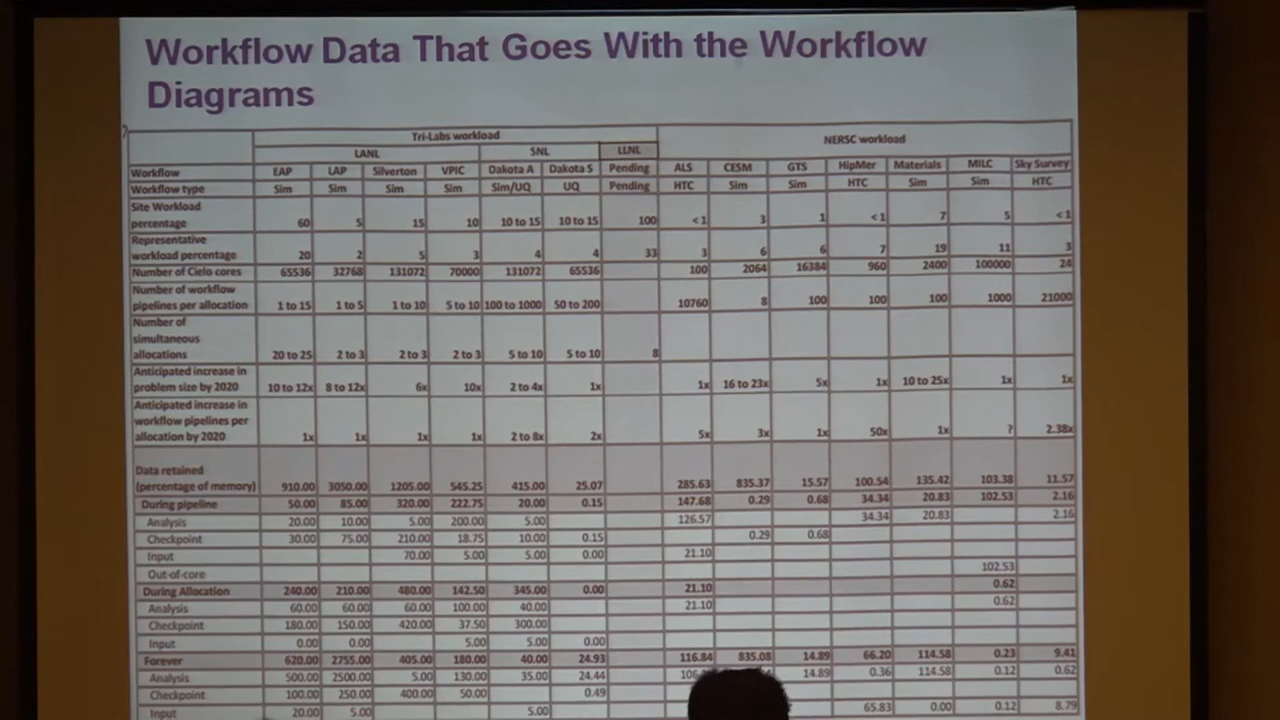 Workflow Data That Goes With the Workflow
Diagrams
Tri-Labs workload NERSC workload
LANL SNL LLNL
Workflow EAP LAP Silverton VPIC Dakota A Dakota S Pending ALS CESM GTS HipMer Materials MILC Sky Survey
Workflow type Sim Sim Sim Sim Sim/UQ UQ Pending HTC Sim Sim HTC Sim Sim HTC
Site Workload
percentage 60 5 15 10 10 to 15 10 to 15 100 <1 3 1 <1 7 5 <1
Representative
workload percentage 20 2 5 3 4 4 33 3 6 6 7 19 11 3
Number of Cielo cores 65536 32768 131072 70000 131072 65536 100 2064 16384 960 2400 100000 24
Number of workflow
pipelines per allocation 1 to 15 1 to 5 1 to 10 5 to 10 100 to 1000 50 to 200 10760 8 100 100 100 1000 21000
Number of
simultaneous
allocations 20 to 25 2 to 3 2 to 3 2 to 3 5 to 10 5 to 10 8
Anticipated increase in
problem size by 2020 10 to 12x 8 to 12x 6x 10x 2 to 4x 1x 1x 16 to 23x 5x 1x 10 to 25x 1x 1x
Anticipated increase in
workflow pipelines per
allocation by 2020 1x 1x 1x 1x 2 to 8x 2x 5x 3x 1x 50x 1x ? 2.38x
Data retained
(percentage of memory) 910.00 3050.00 1205.00 545.25 415.00 25.07 285.63 835.37 15.57 100.54 135.42 103.38 11.57
During pipeline 50.00 85.00 320.00 222.75 20.00 0.15 147.68 0.29 0.68 34.34 20.83 102.53 2.16
Analysis 20.00 10.00 5.00 200.00 5.00 126.57 34.34 20.83 2.16
Checkpoint 30.00 75.00 210.00 18.75 10.00 0.15 0.29 0.68
Input 70.00 5.00 5.00 0.00 21.10
Out-of-core 102.53
During Allocation 240.00 210.00 480.00 142.50 345.00 0.00 21.10 0.62
Analysis 60.00 60.00 60.00 100.00 40.00 21.10 0.62
Checkpoint 180.00 150.00 420.00 37.50 300.00
Input 0.00 0.00 5.00 5.00 0.00
Forever 620.00 2755.00 405.00 180.00 40.00 24.93 116.84 835.08 14.89 66.20 114.58 0.23 9.41
Analysis 500.00 2500.00 5.00 130.00 35.00 24.44 14.89 0.36 114.58 0.12 0.62
Checkpoint 100.00 250.00 400.00 50.00 0.49
Input 20.00 5.00 5.00 65.83 0.00 0.12 8.79